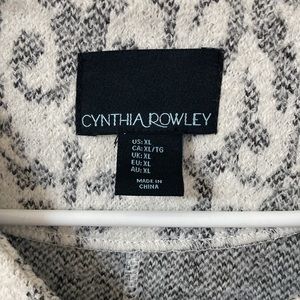 CYNTHIA ROWLEY
US: XL
CA: XL/TG
UK: XL
EU: XL
AU: XL
MADE IN
CHINA